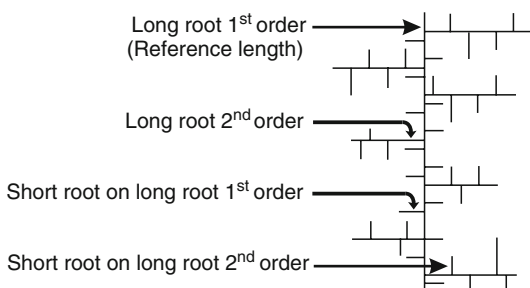 Long root 1st order
(Reference length)
Long root 2nd order
Short root on long root 1st order
Short root on long root 2nd order